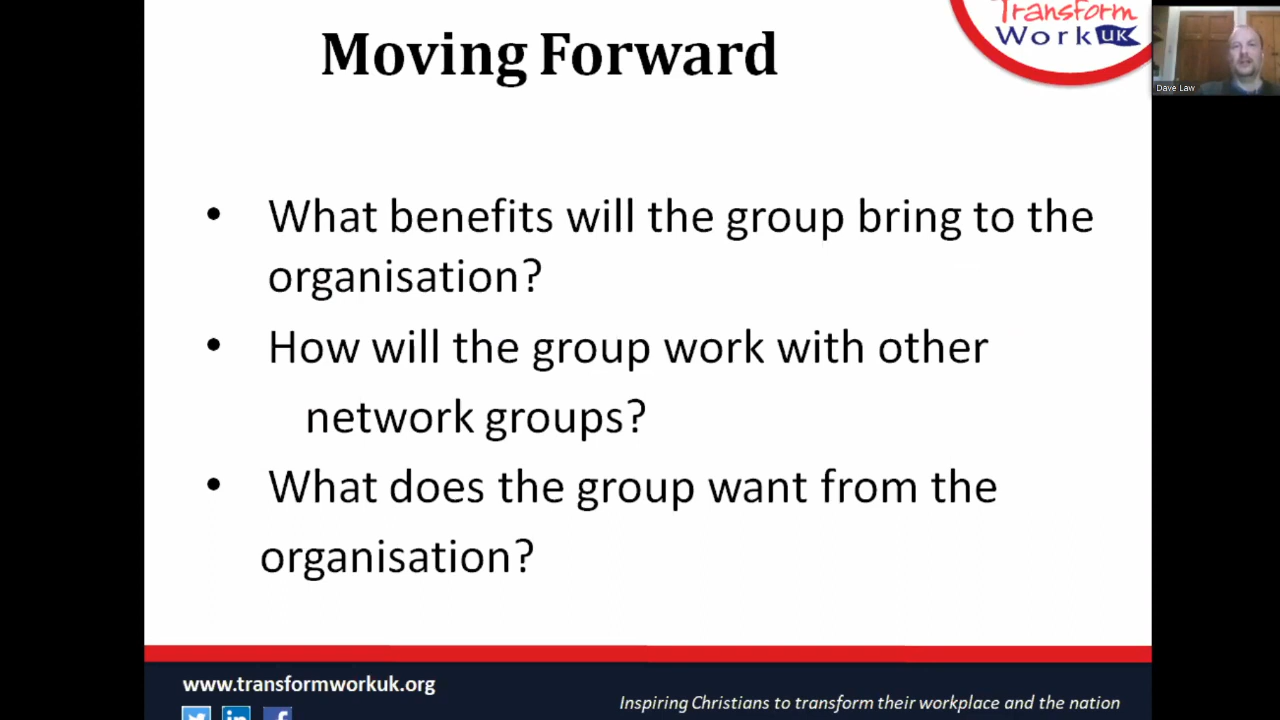 Moving Forward
Transform
Work UK
Dave Law
• What benefits will the group bring to the
organisation?
• How will the group work with other
network groups?
• What does the group want from the
organisation?
www.transformworkuk.org
Inspiring Christians to transform their workplace and the nation
in
f